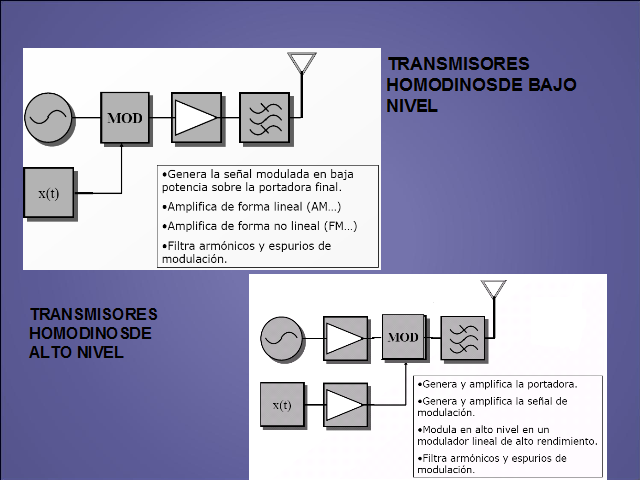 TRANSMISORES
HOMODINOSDE BAJO
NIVEL
MOD
x(t)
•Genera la señal modulada en baja
potencia sobre la portadora final.
•Amplifica de forma lineal (AM…)
•Amplifica de forma no lineal (FM…)
•Filtra armónicos y espurios de
modulación.
TRANSMISORES
HOMODINOSDE
ALTO NIVEL
MOD
x(t)
•Genera y amplifica la portadora.
•Genera y amplifica la señal de
modulación.
•Modula en alto nivel en un
modulador lineal de alto rendimiento.
•Filtra armónicos y espurios de
modulación.